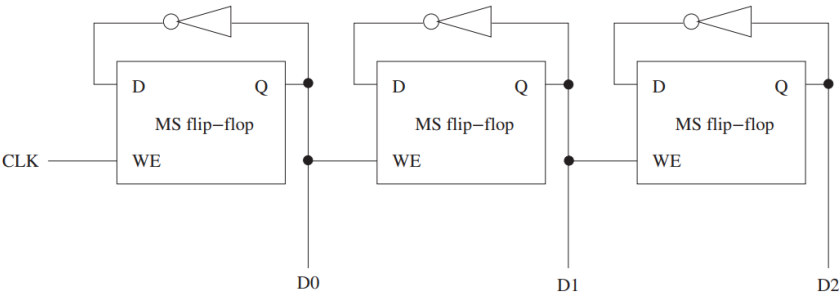 D Q
MS flip–flop
WE
D Q
MS flip–flop
WE
D Q
MS flip–flop
WE
CLK
D0
D1
D2